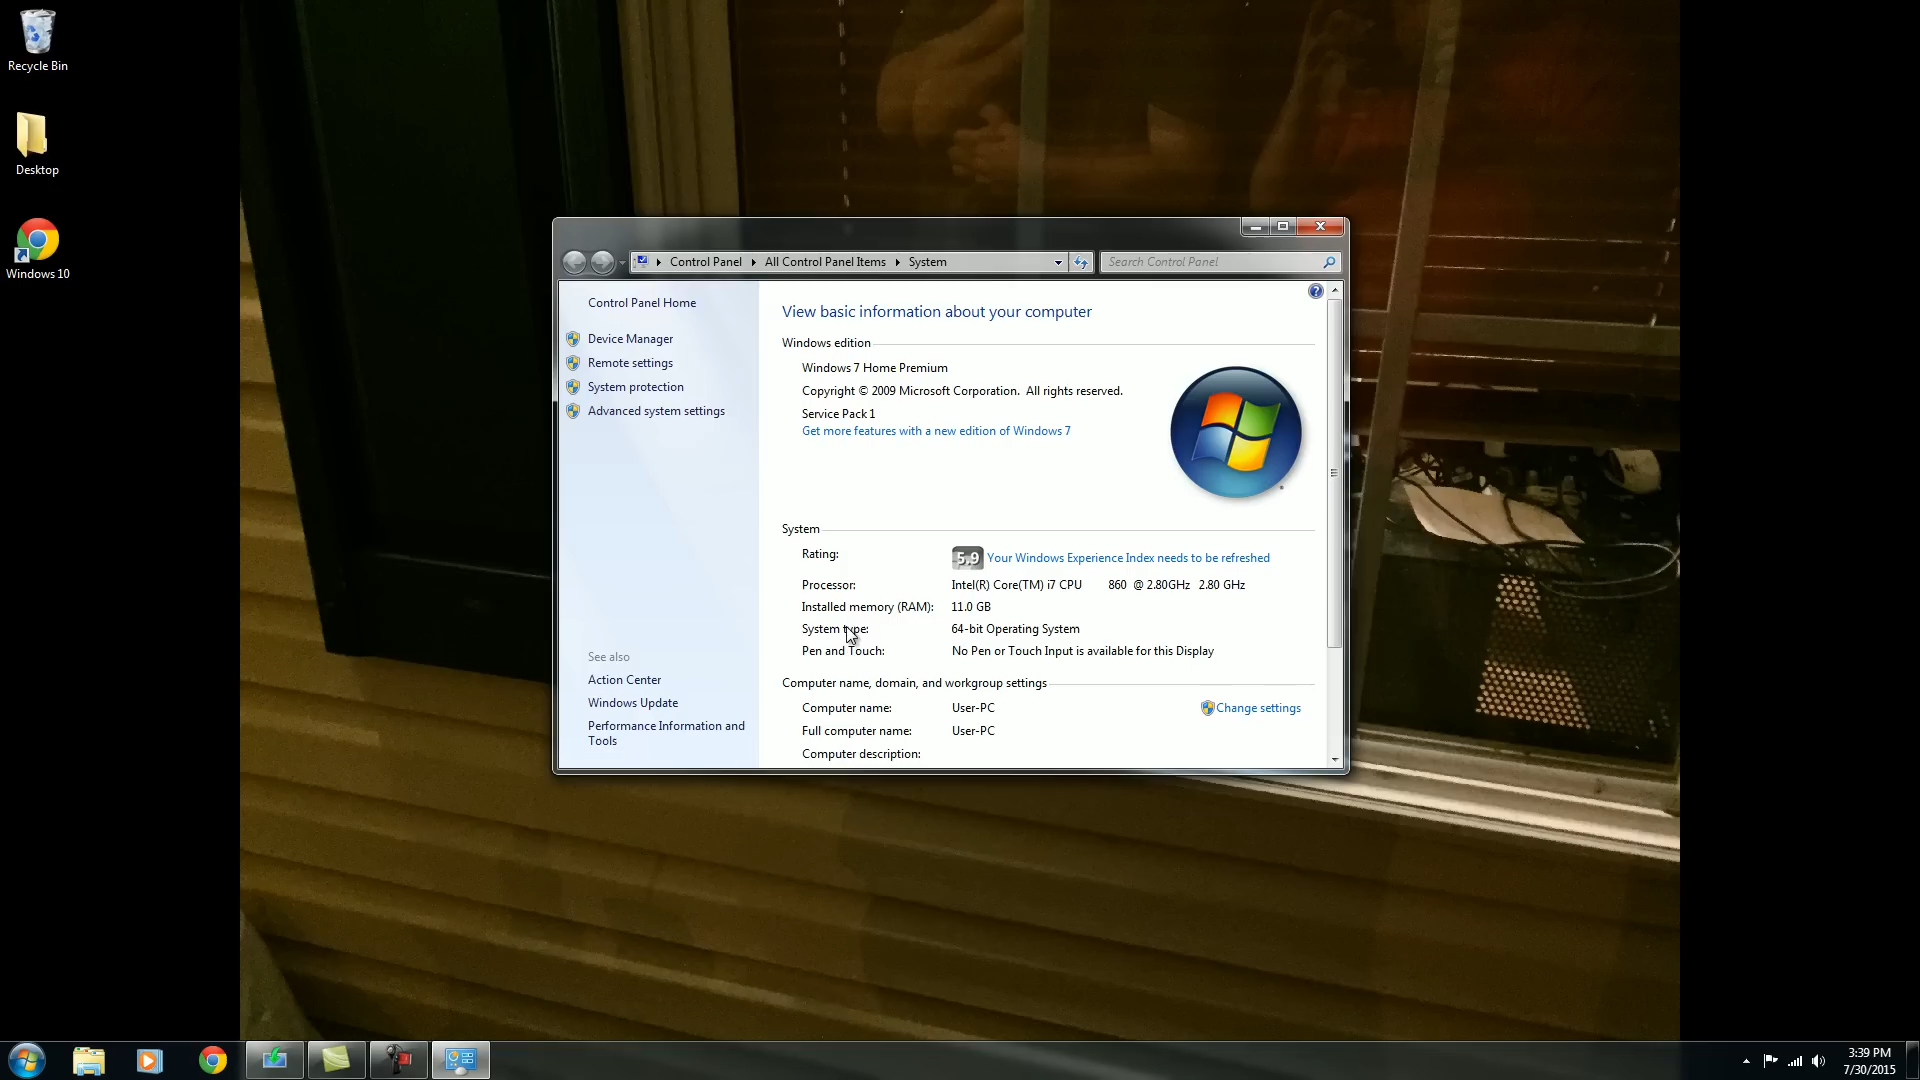 Recycle Bin
Desktop
Windows 10
Control Panel All Control Panel Items System
Search Control Panel
Control Panel Home
Device Manager
Remote settings
System protection
Advanced system settings
See also
Action Center
Windows Update
Performance Information and
Tools
View basic information about your computer
Windows edition
Windows 7 Home Premium
Copyright © 2009 Microsoft Corporation. All rights reserved.
Service Pack 1
Get more features with a new edition of Windows 7
System
Rating: 5.9 Your Windows Experience Index needs to be refreshed
Processor: Intel(R) Core(TM) i7 CPU 860 @ 2.80GHz 2.80 GHz
Installed memory (RAM): 11.0 GB
System type: 64-bit Operating System
Pen and Touch: No Pen or Touch Input is available for this Display
Computer name, domain, and workgroup settings
Computer name: User-PC Change settings
Full computer name: User-PC
Computer description:
3:39 PM
7/30/2015